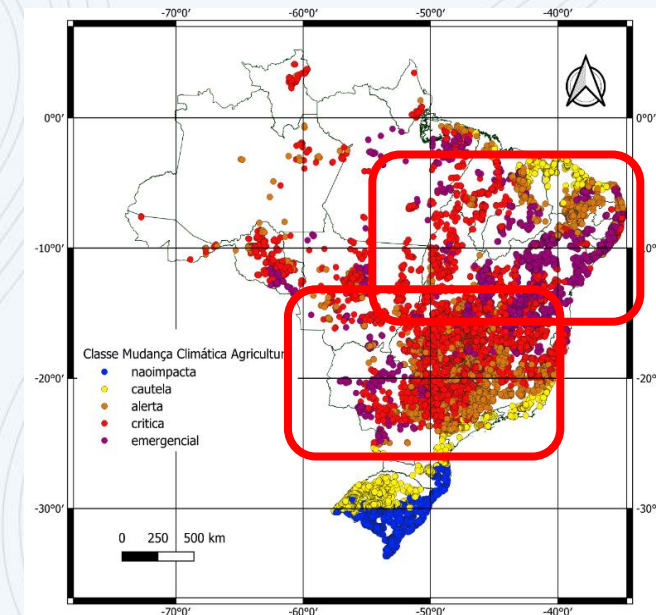 -70°0' -60°0' -50°0' -40°0'
0°0' 0°0'
-10°0' -10°0'
Classe Mudança Climática Agricultur
naoimpacta
cautela
-20°0' alerta -20°0'
critica
emergencial
-30°0' -30°0'
0 250 500 km
-70°0' -60°0' -50°0' -40°0'